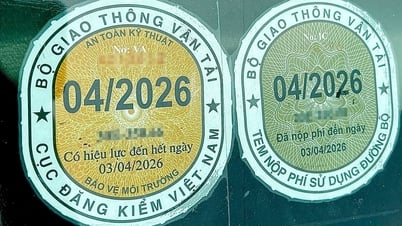 BỘ GIAO THÔNG VẬN TẢI
AN TOÀN KỸ THUẬT
No: VA
04/2026
Có hiệu lực đến hết ngày
03/04/2026
BẢO VỆ MÔI TRƯỜNG
CỤC ĐĂNG KIỂM VIỆT NAM
BỘ GIAO THÔNG VẬN TẢI
No: IC
04/2026
Đã nộp phí đến ngày
03/04/2026
TEM NỘP PHÍ SỬ DỤNG ĐƯỜNG BỘ